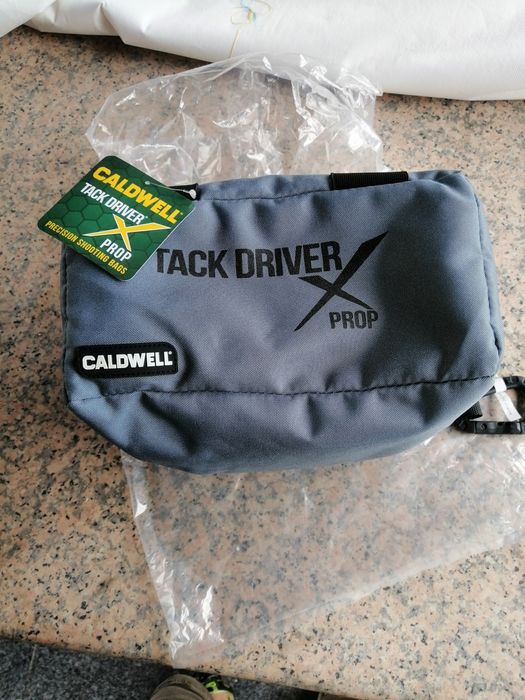 CALDWELL
TACK DRIVER
X
PROP
PRECISION SHOOTING BAGS
TACK DRIVER
X
PROP
CALDWELL